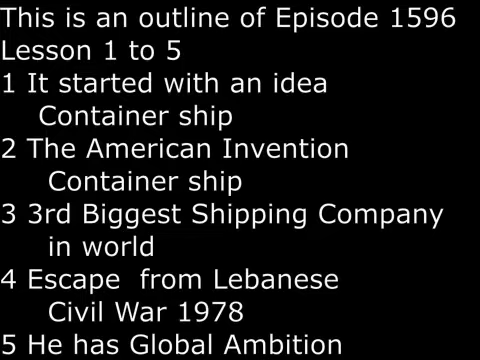 This is an outline of Episode 1596
Lesson 1 to 5
1 It started with an idea
Container ship
2 The American Invention
Container ship
3 3rd Biggest Shipping Company
in world
4 Escape from Lebanese
Civil War 1978
5 He has Global Ambition